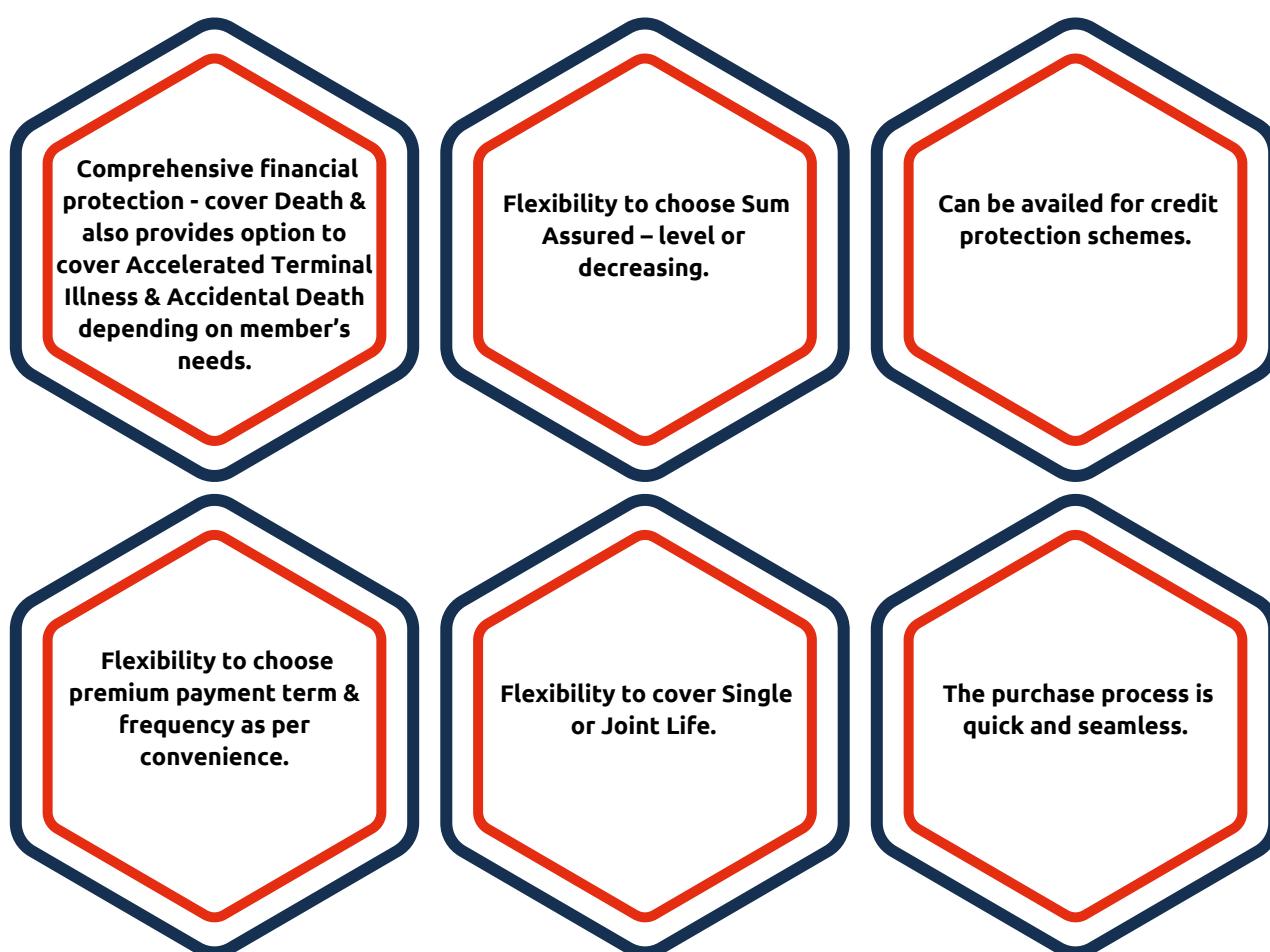 Comprehensive financial
protection - cover Death &
also provides option to
cover Accelerated Terminal
Illness & Accidental Death
depending on member’s
needs.
Flexibility to choose Sum
Assured – level or
decreasing.
Can be availed for credit
protection schemes.
Flexibility to choose
premium payment term &
frequency as per
convenience.
Flexibility to cover Single
or Joint Life.
The purchase process is
quick and seamless.